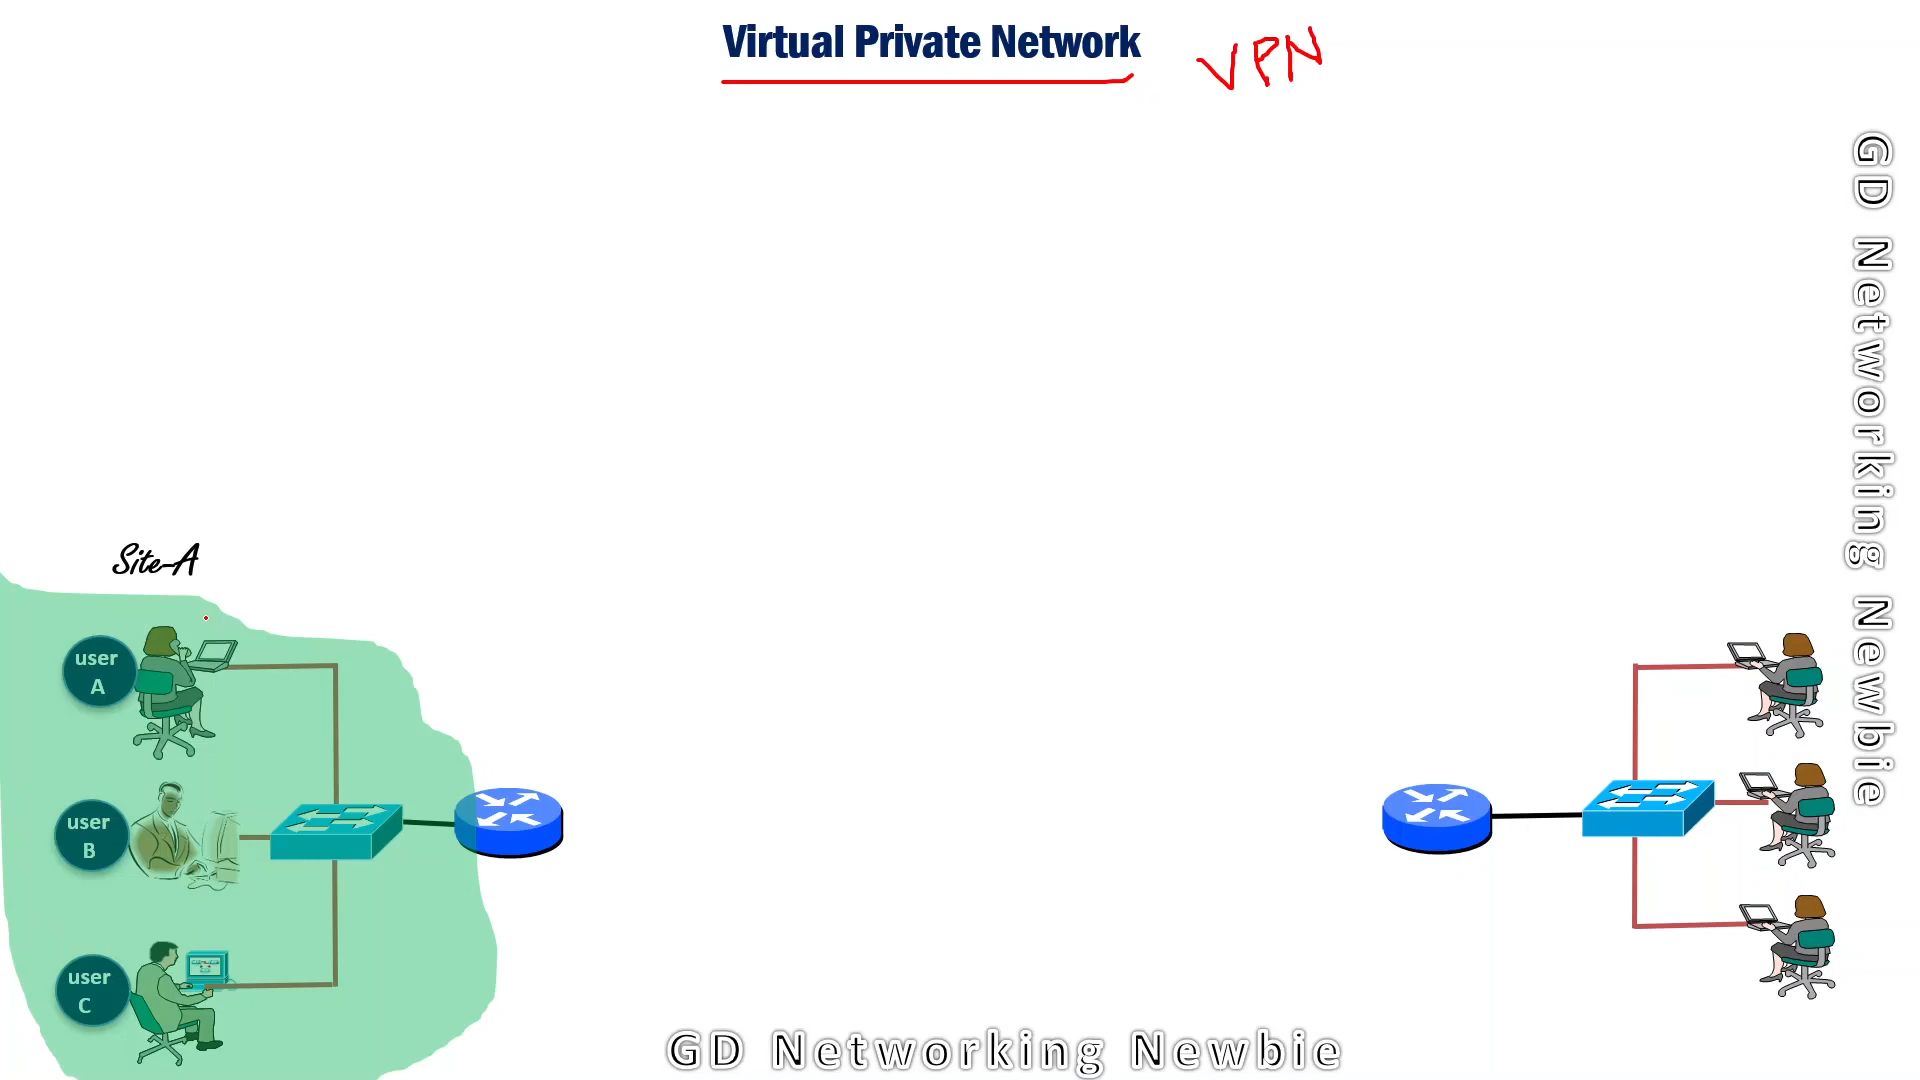 Virtual Private Network
VPN
GD Networking Newbie
Site-A
user
A
user
B
user
C
GD Networking Newbie